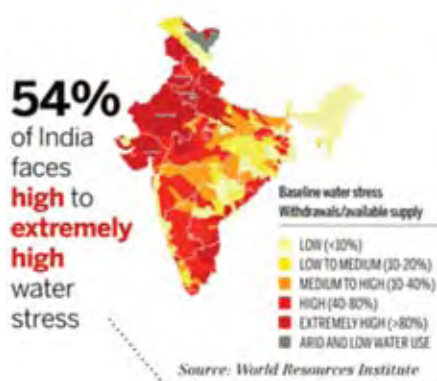 54%
of India
faces
high to
extremely
high
water
stress
Baseline water stress
Withdrawals/available supply
LOW (<10%)
LOW TO MEDIUM (10-20%)
MEDIUM TO HIGH (10-40%)
HIGH (40-80%)
EXTREMELY HIGH (>80%)
ARID AND LOW WATER USE
Source: World Resources Institute